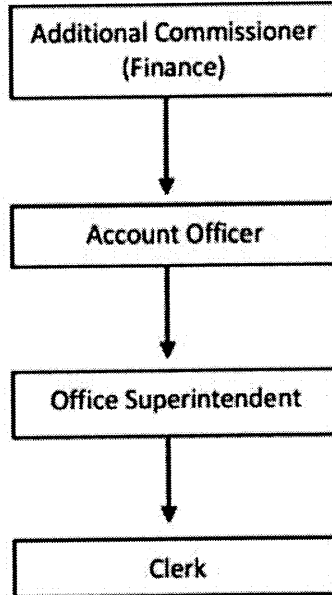 Additional Commissioner
(Finance)
Account Officer
Office Superintendent
Clerk